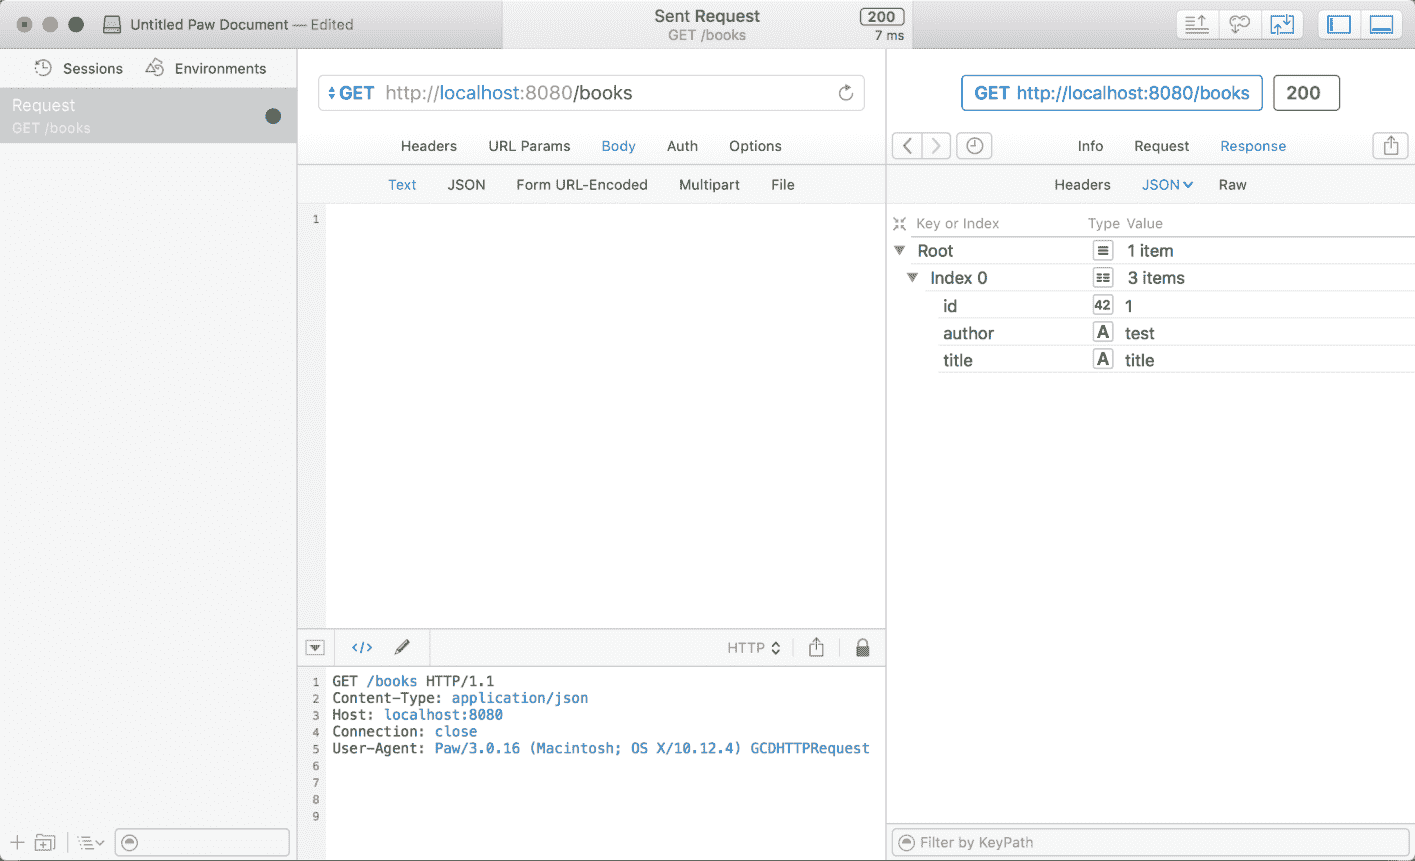 Untitled Paw Document — Edited
Sent Request
GET /books
200
7 ms
Sessions
Environments
Request
GET /books
GET http://localhost:8080/books
Headers
URL Params
Body
Auth
Options
Text
JSON
Form URL-Encoded
Multipart
File
1
HTTP
1 GET /books HTTP/1.1
2 Content-Type: application/json
3 Host: localhost:8080
4 Connection: close
5 User-Agent: Paw/3.0.16 (Macintosh; OS X/10.12.4) GCDHTTPRequest
6
7
8
9
GET http://localhost:8080/books
200
Info
Request
Response
Headers
JSON
Raw
Key or Index Type Value
Root 1 item
Index 0 3 items
id 42 1
author A test
title A title
Filter by KeyPath